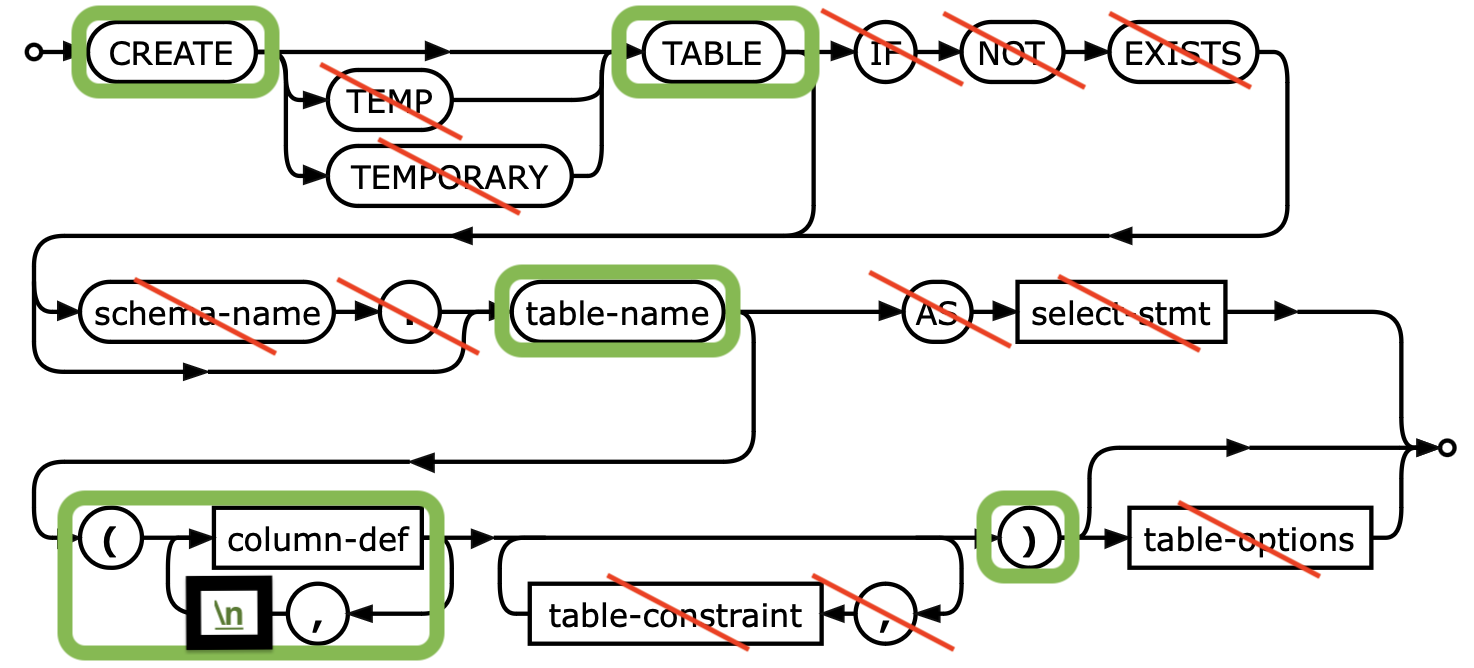 CREATE TABLE IF NOT EXISTS
TEMP
TEMPORARY
schema-name . table-name AS select-stmt
( column-def ) table-options
\n , table-constraint ,